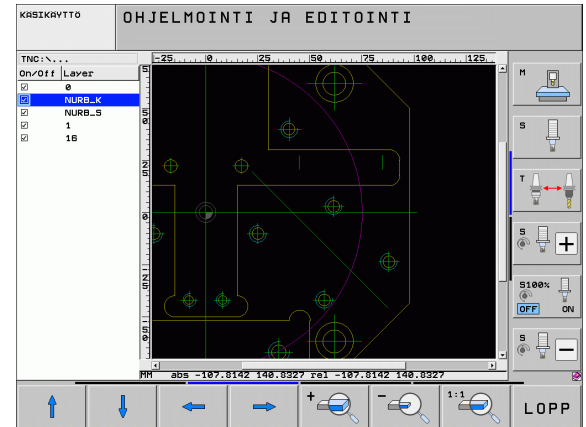 KÄSIKÄYTTÖ
OHJELMOINTI JA EDITOINTI
TNC:\...
On/Off Layer
0
NURB_K
NURB_S
1
16
-25 0 25 50 75 100 125
50
25
0
-25
-50
MM abs -107.8142 140.8327 rel -107.8142 140.8327
M
S
T
S
+
S100%
OFF ON
S
-
+
-
1:1
LOPP